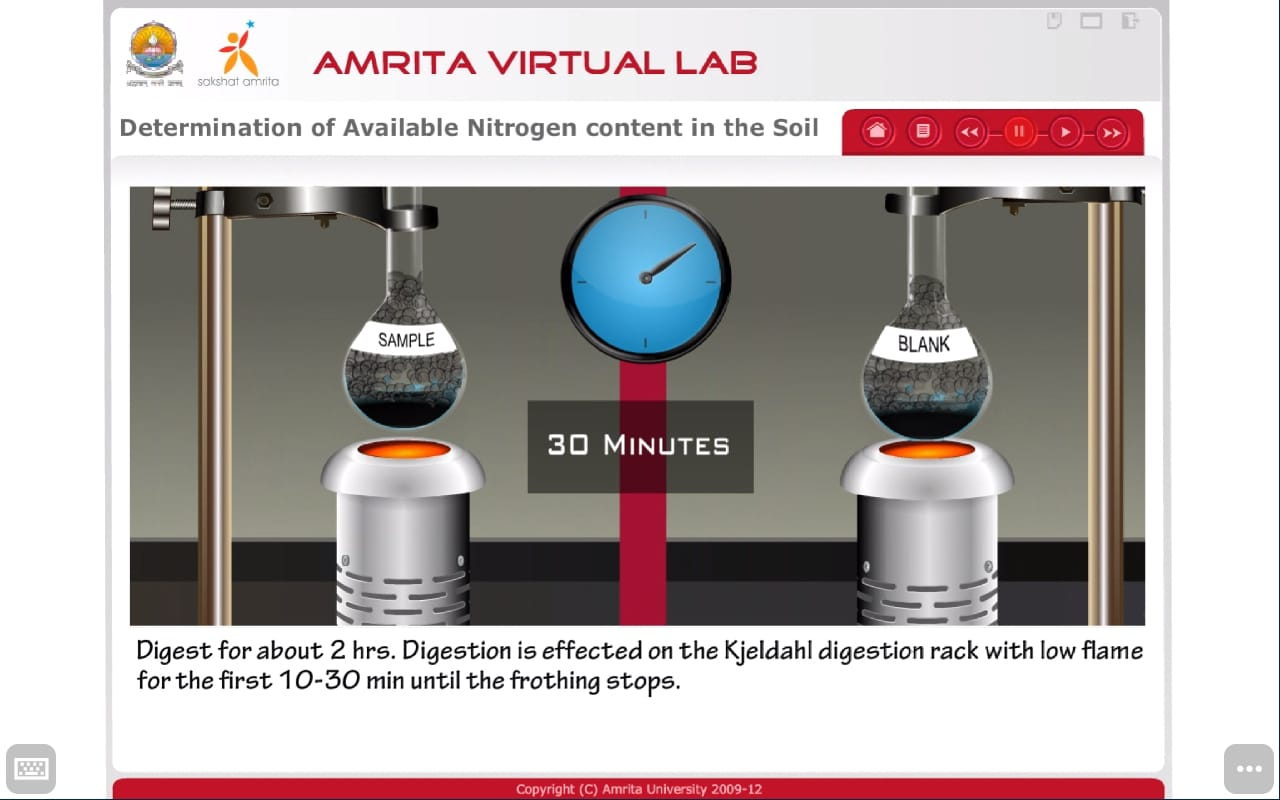 AMRITA VIRTUAL LAB
sakshat amrita
Determination of Available Nitrogen content in the Soil
SAMPLE
BLANK
30 MINUTES
Digest for about 2 hrs. Digestion is effected on the Kjeldahl digestion rack with low flame
for the first 10-30 min until the frothing stops.
Copyright (C) Amrita University 2009-12